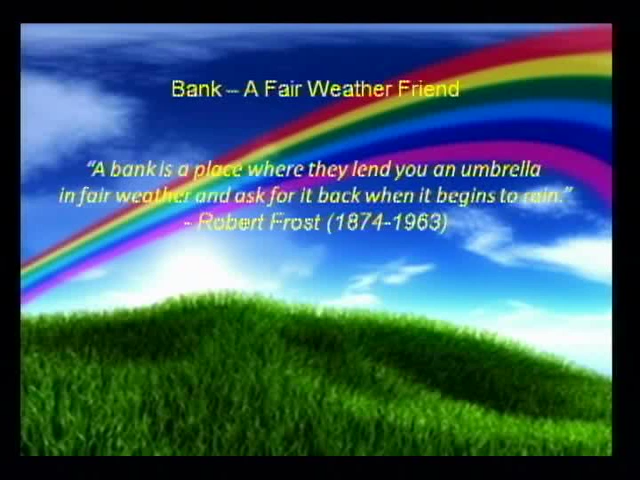 Bank – A Fair Weather Friend
“A bank is a place where they lend you an umbrella
in fair weather and ask for it back when it begins to rain.”
– Robert Frost (1874-1963)